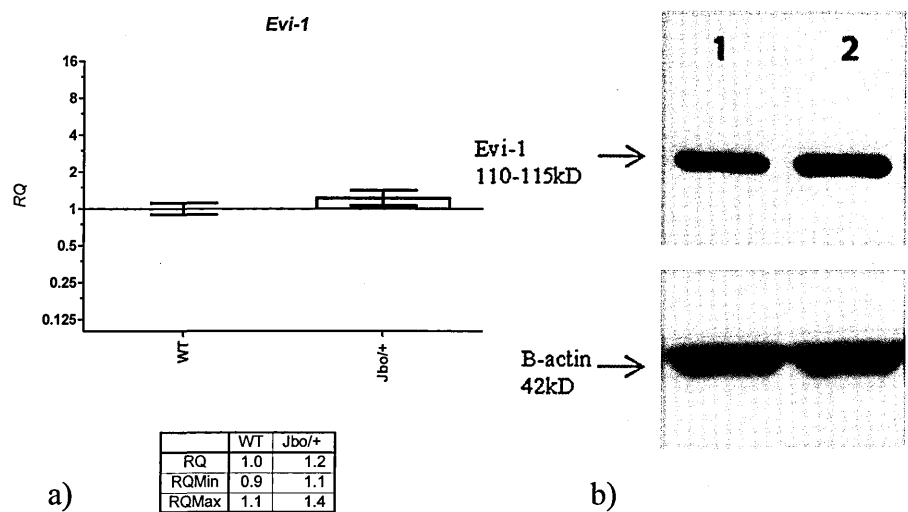 Evi-1
16
8
4
2
1
0.5
0.25
0.125
RQ
WT
Jbo/+
WT Jbo/+
RQ 1.0 1.2
RQMin 0.9 1.1
RQMax 1.1 1.4
a)
1 2
Evi-1
110-115kD
B-actin
42kD
b)